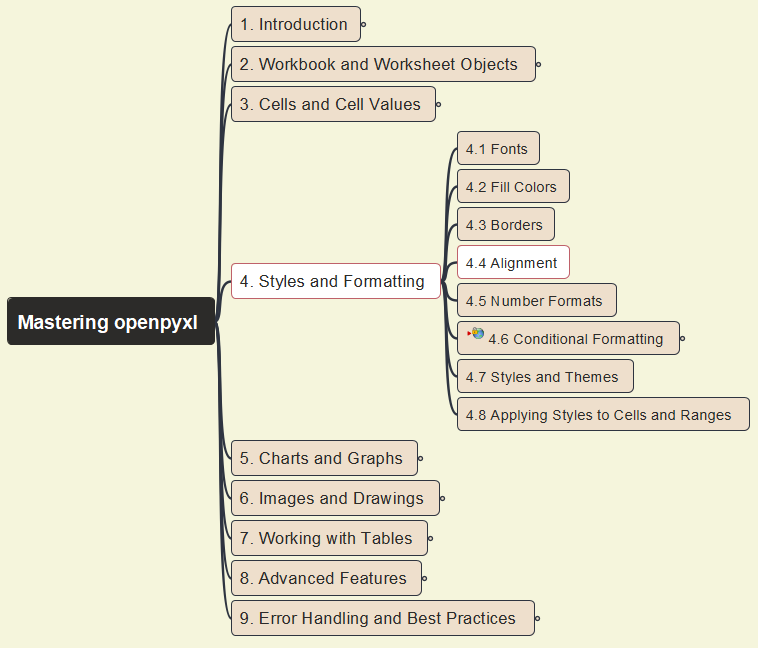 Mastering openpyxl
1. Introduction
2. Workbook and Worksheet Objects
3. Cells and Cell Values
4. Styles and Formatting
4.1 Fonts
4.2 Fill Colors
4.3 Borders
4.4 Alignment
4.5 Number Formats
4.6 Conditional Formatting
4.7 Styles and Themes
4.8 Applying Styles to Cells and Ranges
5. Charts and Graphs
6. Images and Drawings
7. Working with Tables
8. Advanced Features
9. Error Handling and Best Practices